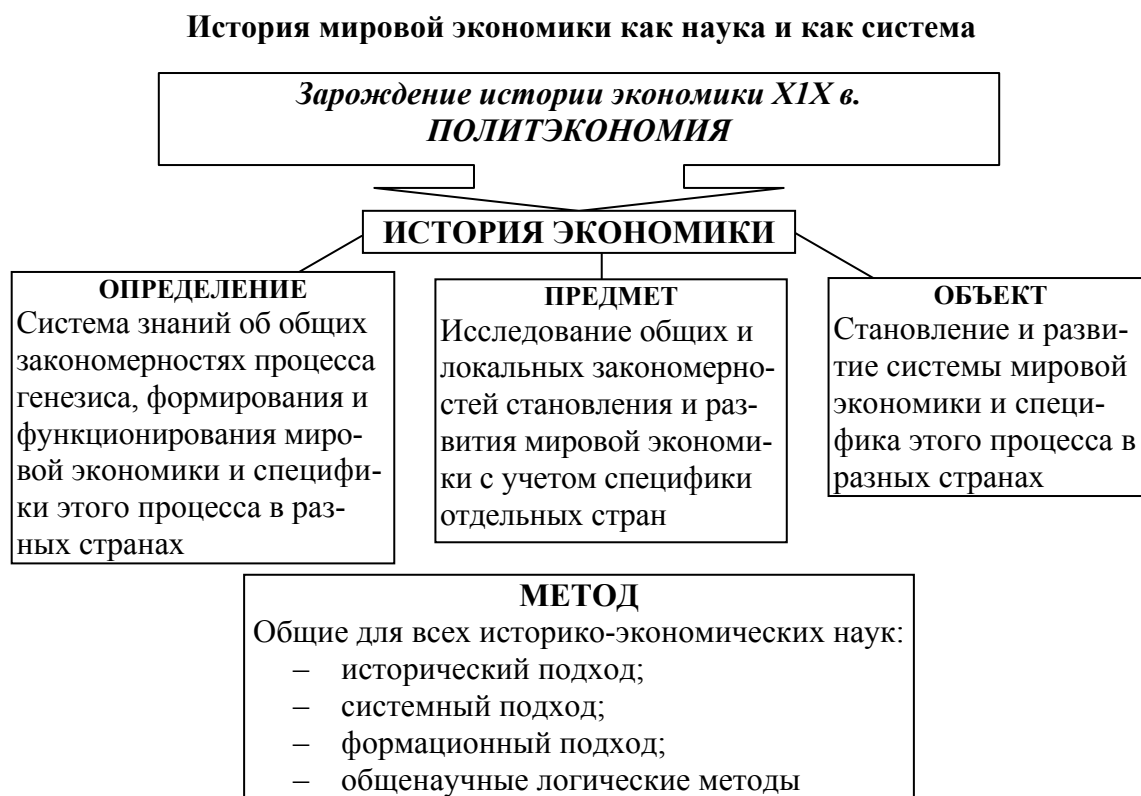 История мировой экономики как наука и как система
Зарождение истории экономики X1X в.
ПОЛИТЭКОНОМИЯ
ИСТОРИЯ ЭКОНОМИКИ
ОПРЕДЕЛЕНИЕ
Система знаний об общих
закономерностях процесса
генезиса, формирования и
функционирования миро-
вой экономики и специфи-
ки этого процесса в раз-
ных странах
ПРЕДМЕТ
Исследование общих и
локальных закономерно-
стей становления и раз-
вития мировой экономи-
ки с учетом специфики
отдельных стран
ОБЪЕКТ
Становление и разви-
тие системы мировой
экономики и специ-
фика этого процесса в
разных странах
МЕТОД
Общие для всех историко-экономических наук:
– исторический подход;
– системный подход;
– формационный подход;
– общенаучные логические методы